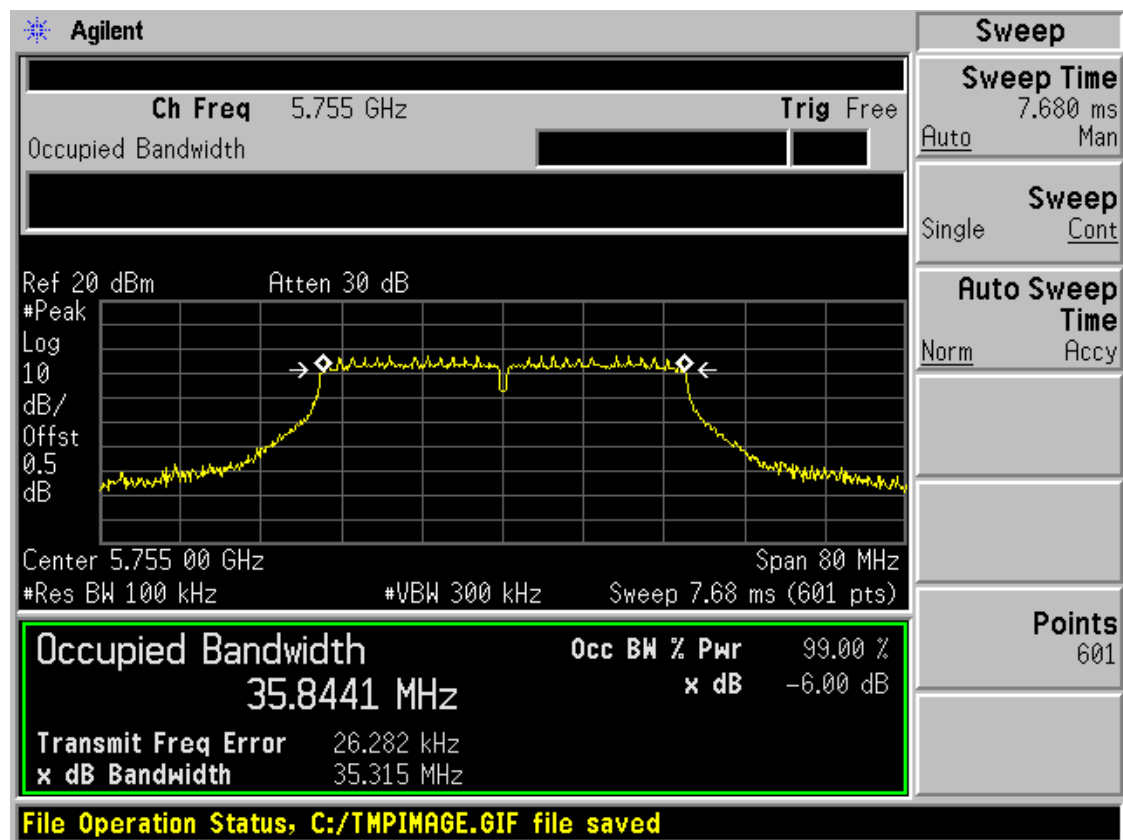 Agilent
Ch Freq 5.755 GHz Trig Free
Occupied Bandwidth
Ref 20 dBm Atten 30 dB
#Peak
Log
10
dB/
Offst
0.5
dB
Center 5.755 00 GHz Span 80 MHz
#Res BW 100 kHz #VBW 300 kHz Sweep 7.68 ms (601 pts)
Occupied Bandwidth Occ BW % Pwr 99.00 %
35.8441 MHz x dB -6.00 dB
Transmit Freq Error 26.282 kHz
x dB Bandwidth 35.315 MHz
File Operation Status, C:/TMPIMAGE.GIF file saved
Sweep
Sweep Time
7.680 ms
Auto Man
Sweep
Single Cont
Auto Sweep
Time
Norm Accy
Points
601